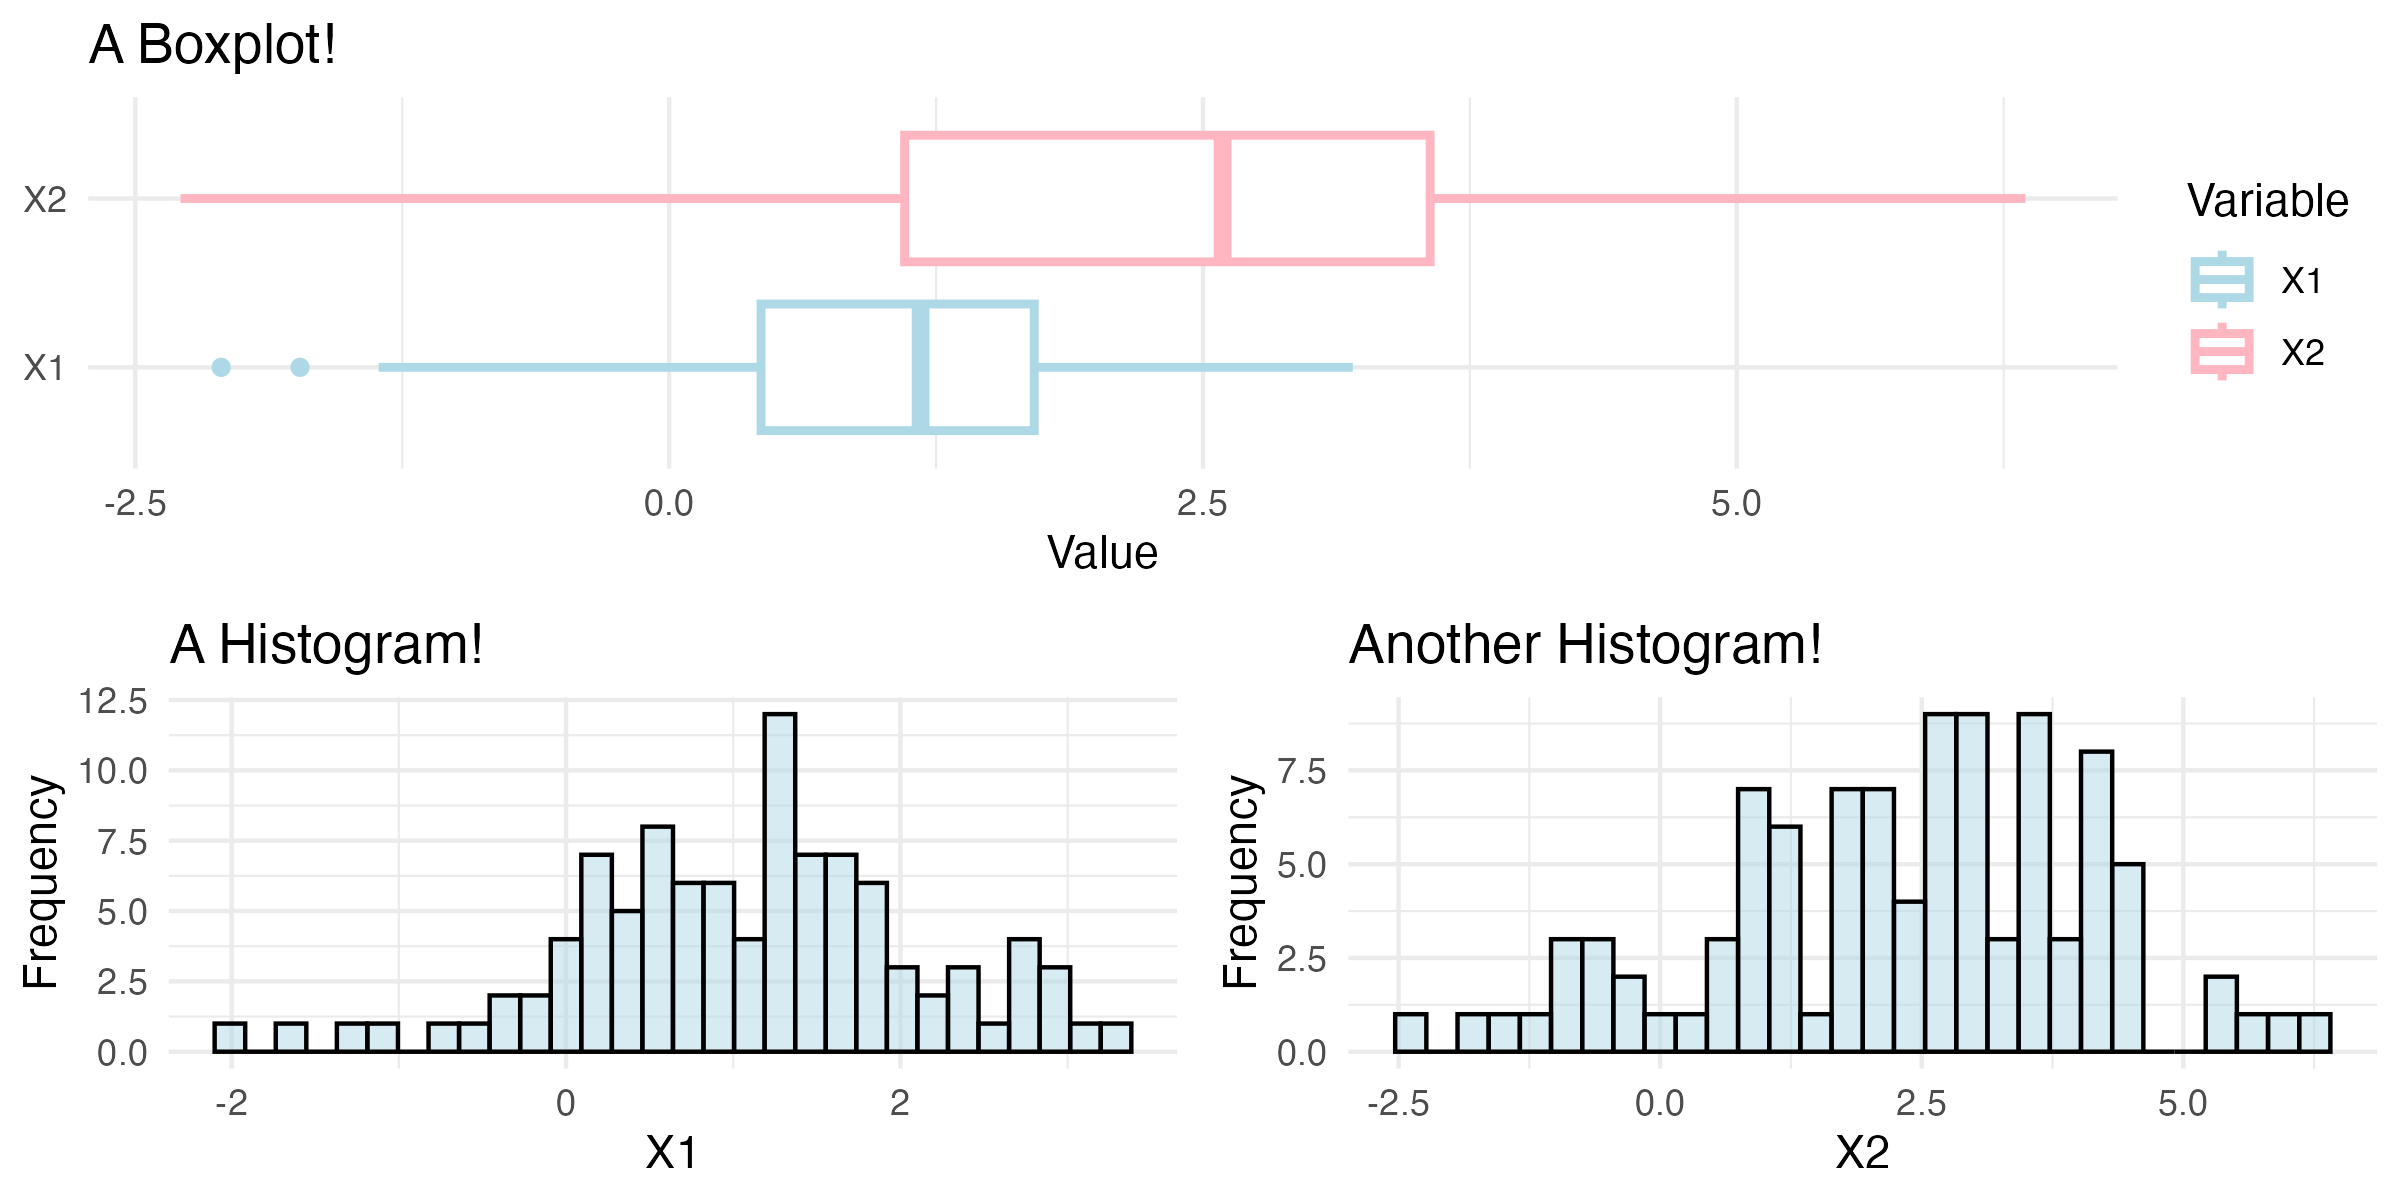 A Boxplot!
X2
X1
-2.5 0.0 2.5 5.0
Value
Variable
X1
X2
A Histogram!
12.5
10.0
7.5
5.0
2.5
0.0
Frequency
-2 0 2
X1
Another Histogram!
7.5
5.0
2.5
0.0
Frequency
-2.5 0.0 2.5 5.0
X2